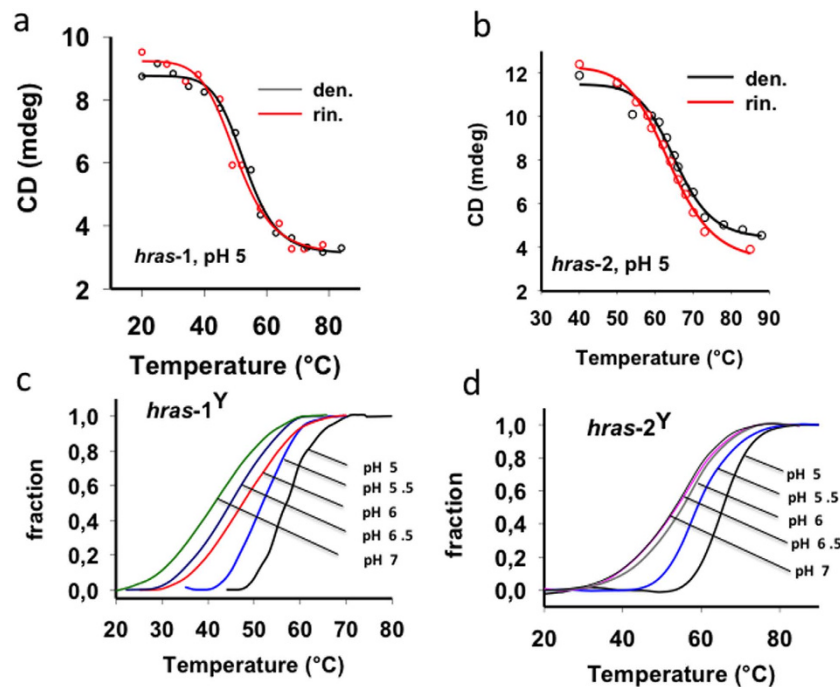 a
10
8
6
4
2
CD (mdeg)
den.
rin.
hras-1, pH 5
20 40 60 80
Temperature (°C)
b
12
10
8
6
4
2
CD (mdeg)
den.
rin.
hras-2, pH 5
30 40 50 60 70 80 90
Temperature (°C)
c
hras-1Y
1,0
0,8
0,6
0,4
0,2
0,0
fraction
pH 5
pH 5.5
pH 6
pH 6.5
pH 7
20 30 40 50 60 70 80
Temperature (°C)
d
hras-2Y
1,0
0,8
0,6
0,4
0,2
0,0
fraction
pH 5
pH 5.5
pH 6
pH 6.5
pH 7
20 40 60 80
Temperature (°C)